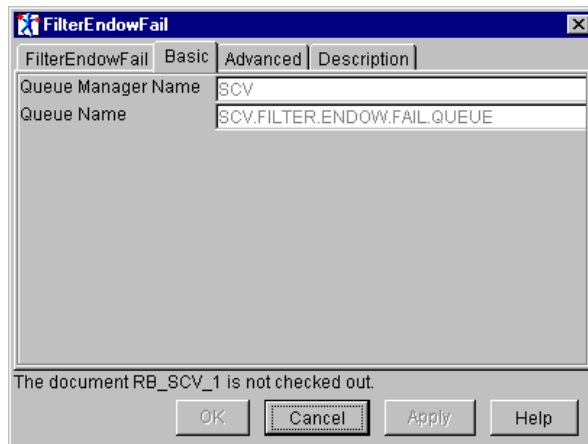 FilterEndowFail
FilterEndowFail Basic Advanced Description
Queue Manager Name SCV
Queue Name SCV.FILTER.ENDOW.FAIL.QUEUE
The document RB_SCV_1 is not checked out.
OK Cancel Apply Help